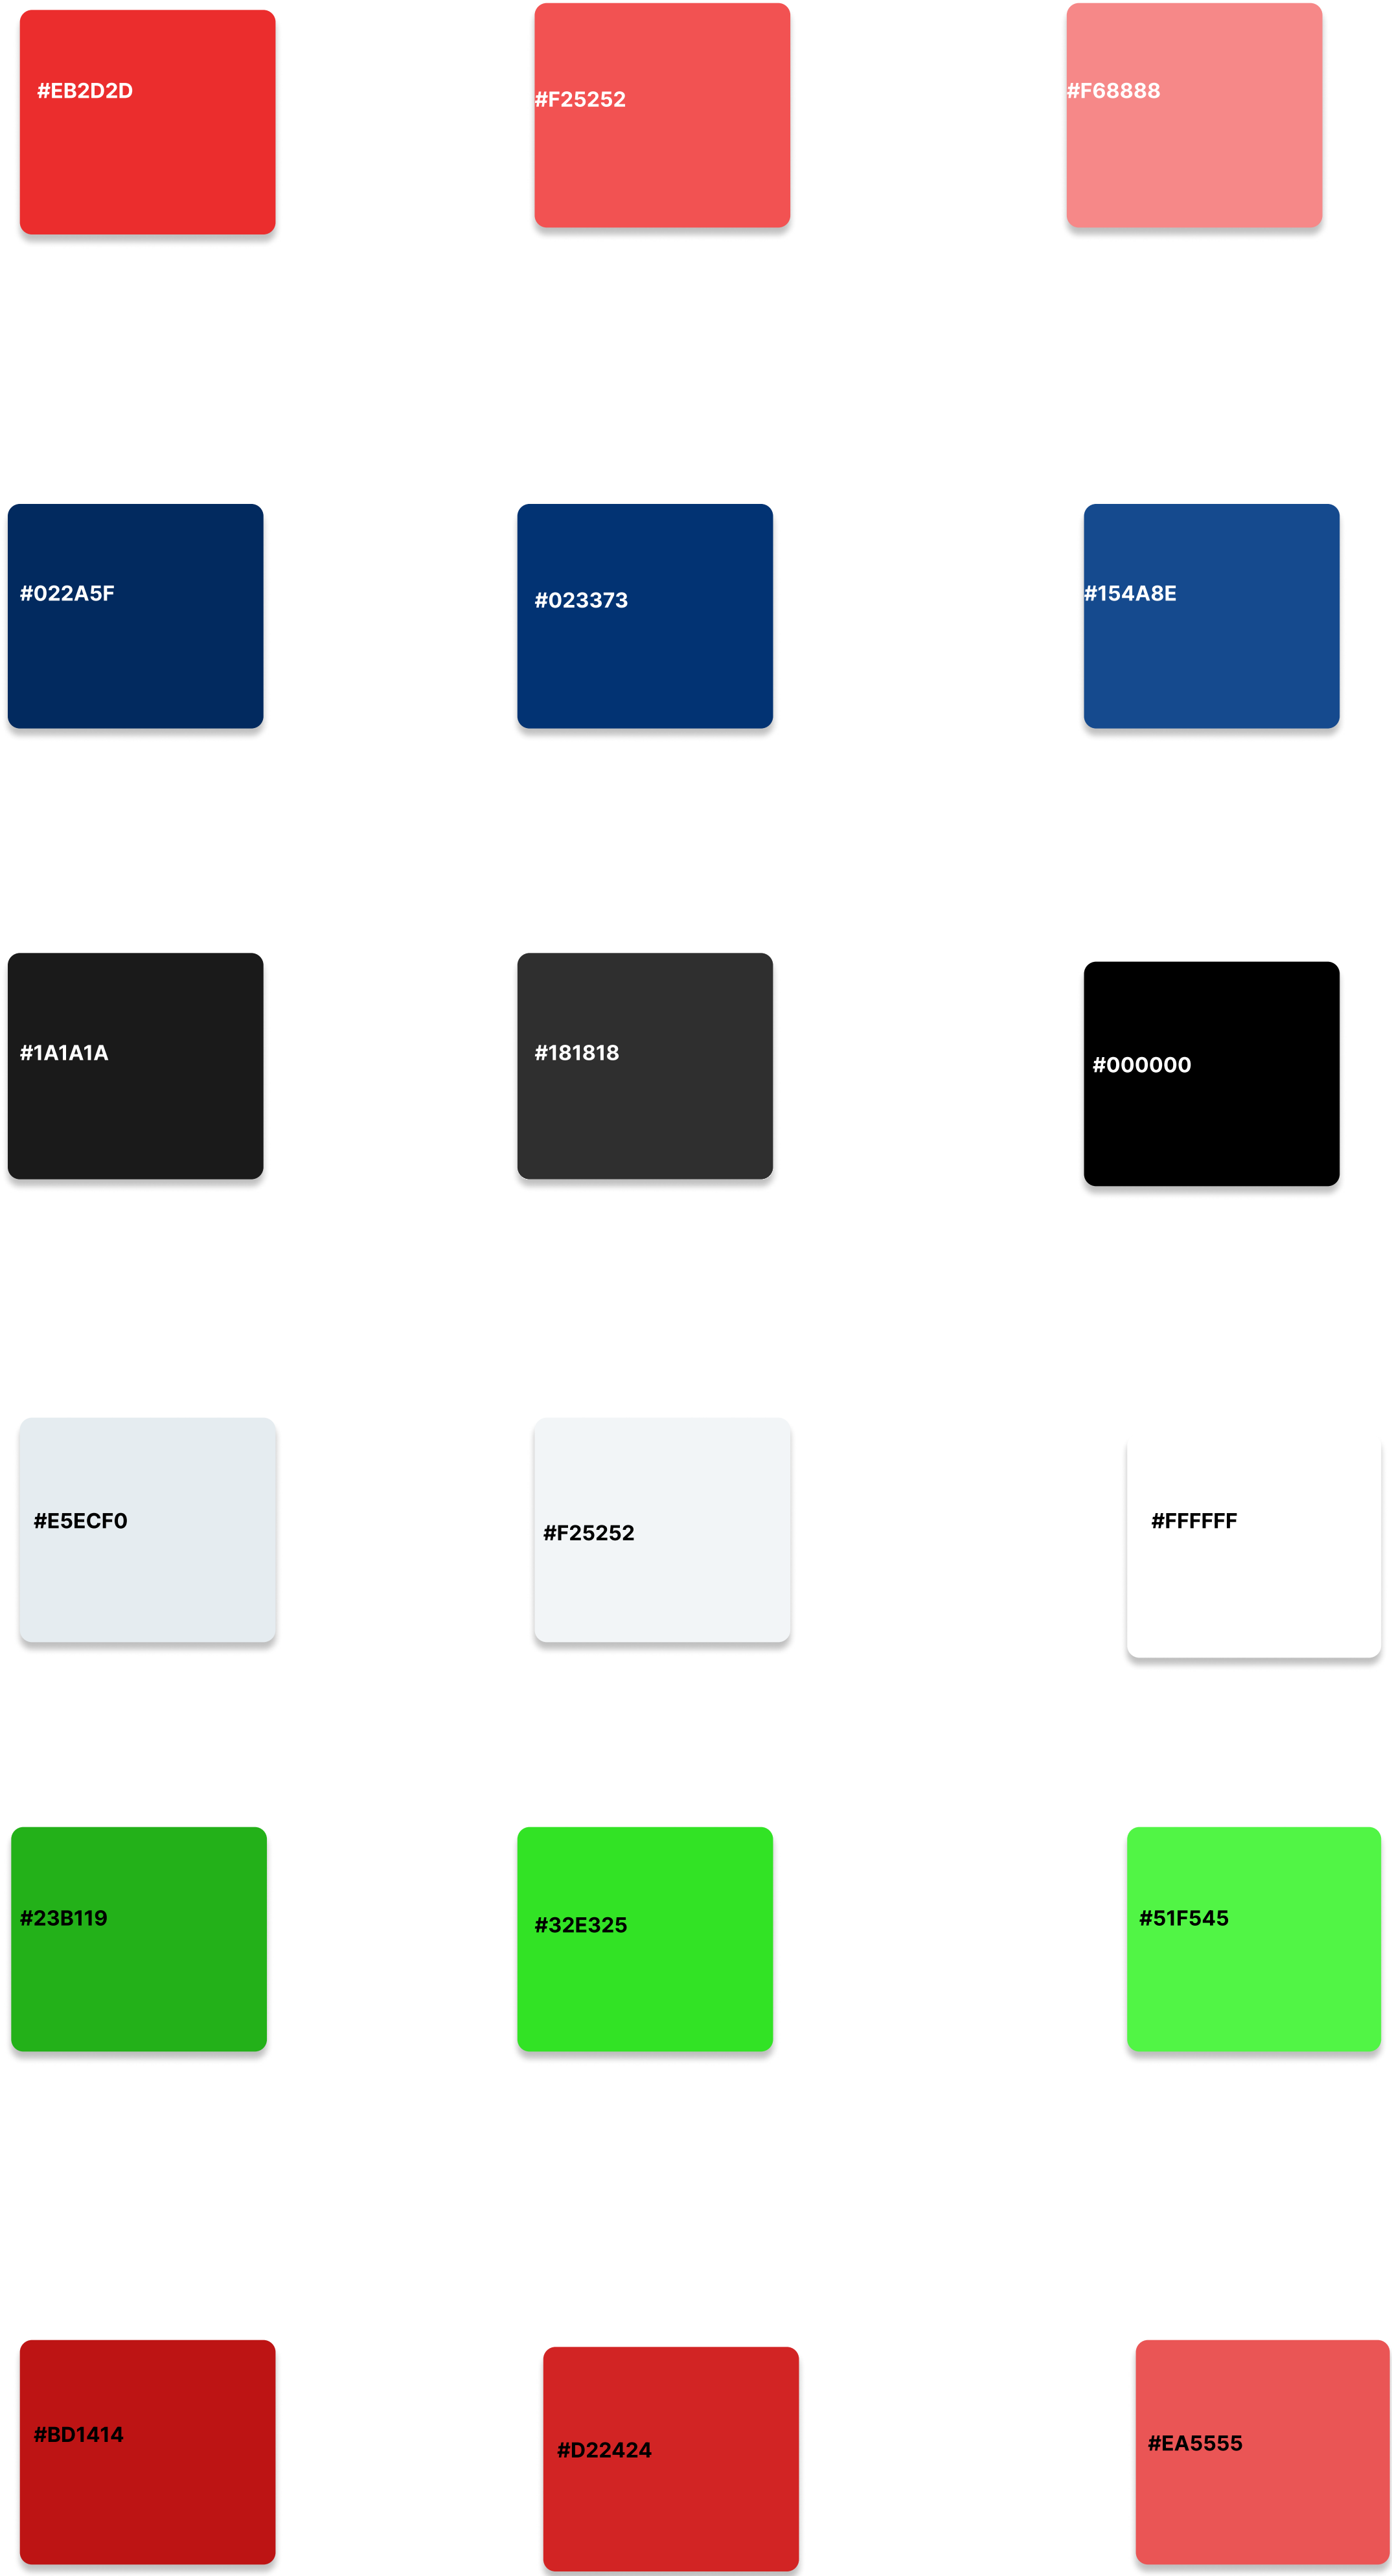 #EB2D2D
#F25252
#F68888
#022A5F
#023373
#154A8E
#1A1A1A
#181818
#000000
#E5ECF0
#F25252
#FFFFFF
#23B119
#32E325
#51F545
#BD1414
#D22424
#EA5555